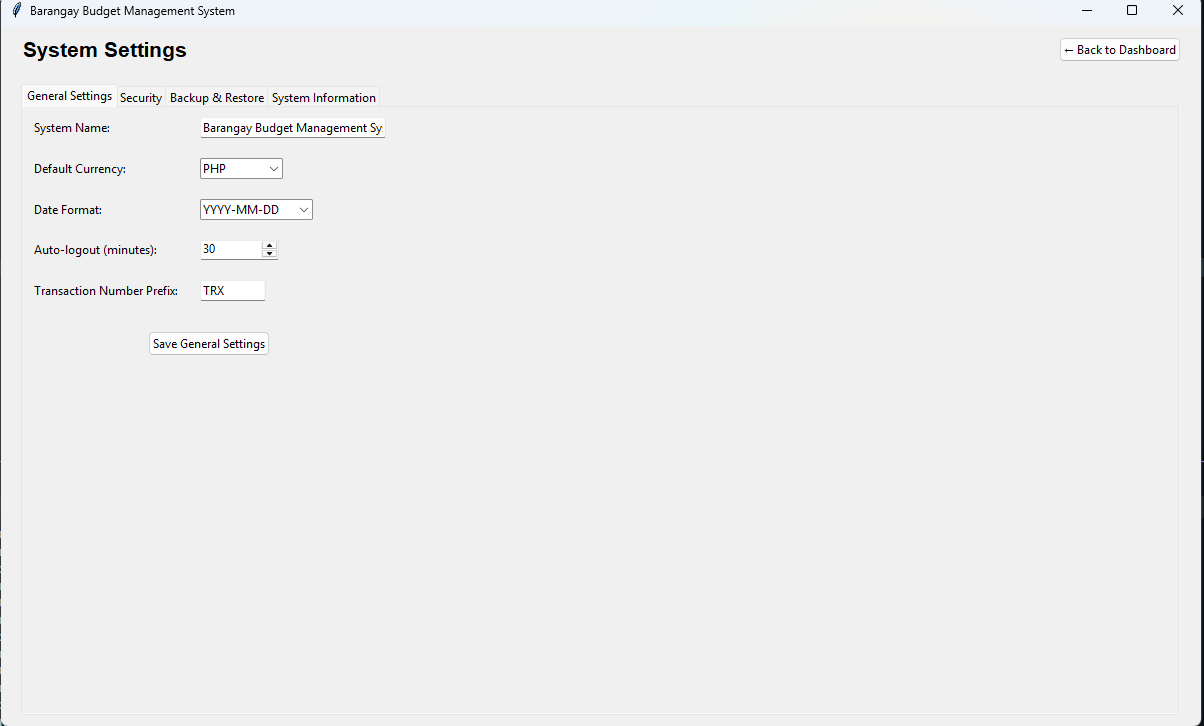 Barangay Budget Management System
System Settings
← Back to Dashboard
General Settings Security Backup & Restore System Information
System Name: Barangay Budget Management Sy
Default Currency: PHP
Date Format: YYYY-MM-DD
Auto-logout (minutes): 30
Transaction Number Prefix: TRX
Save General Settings